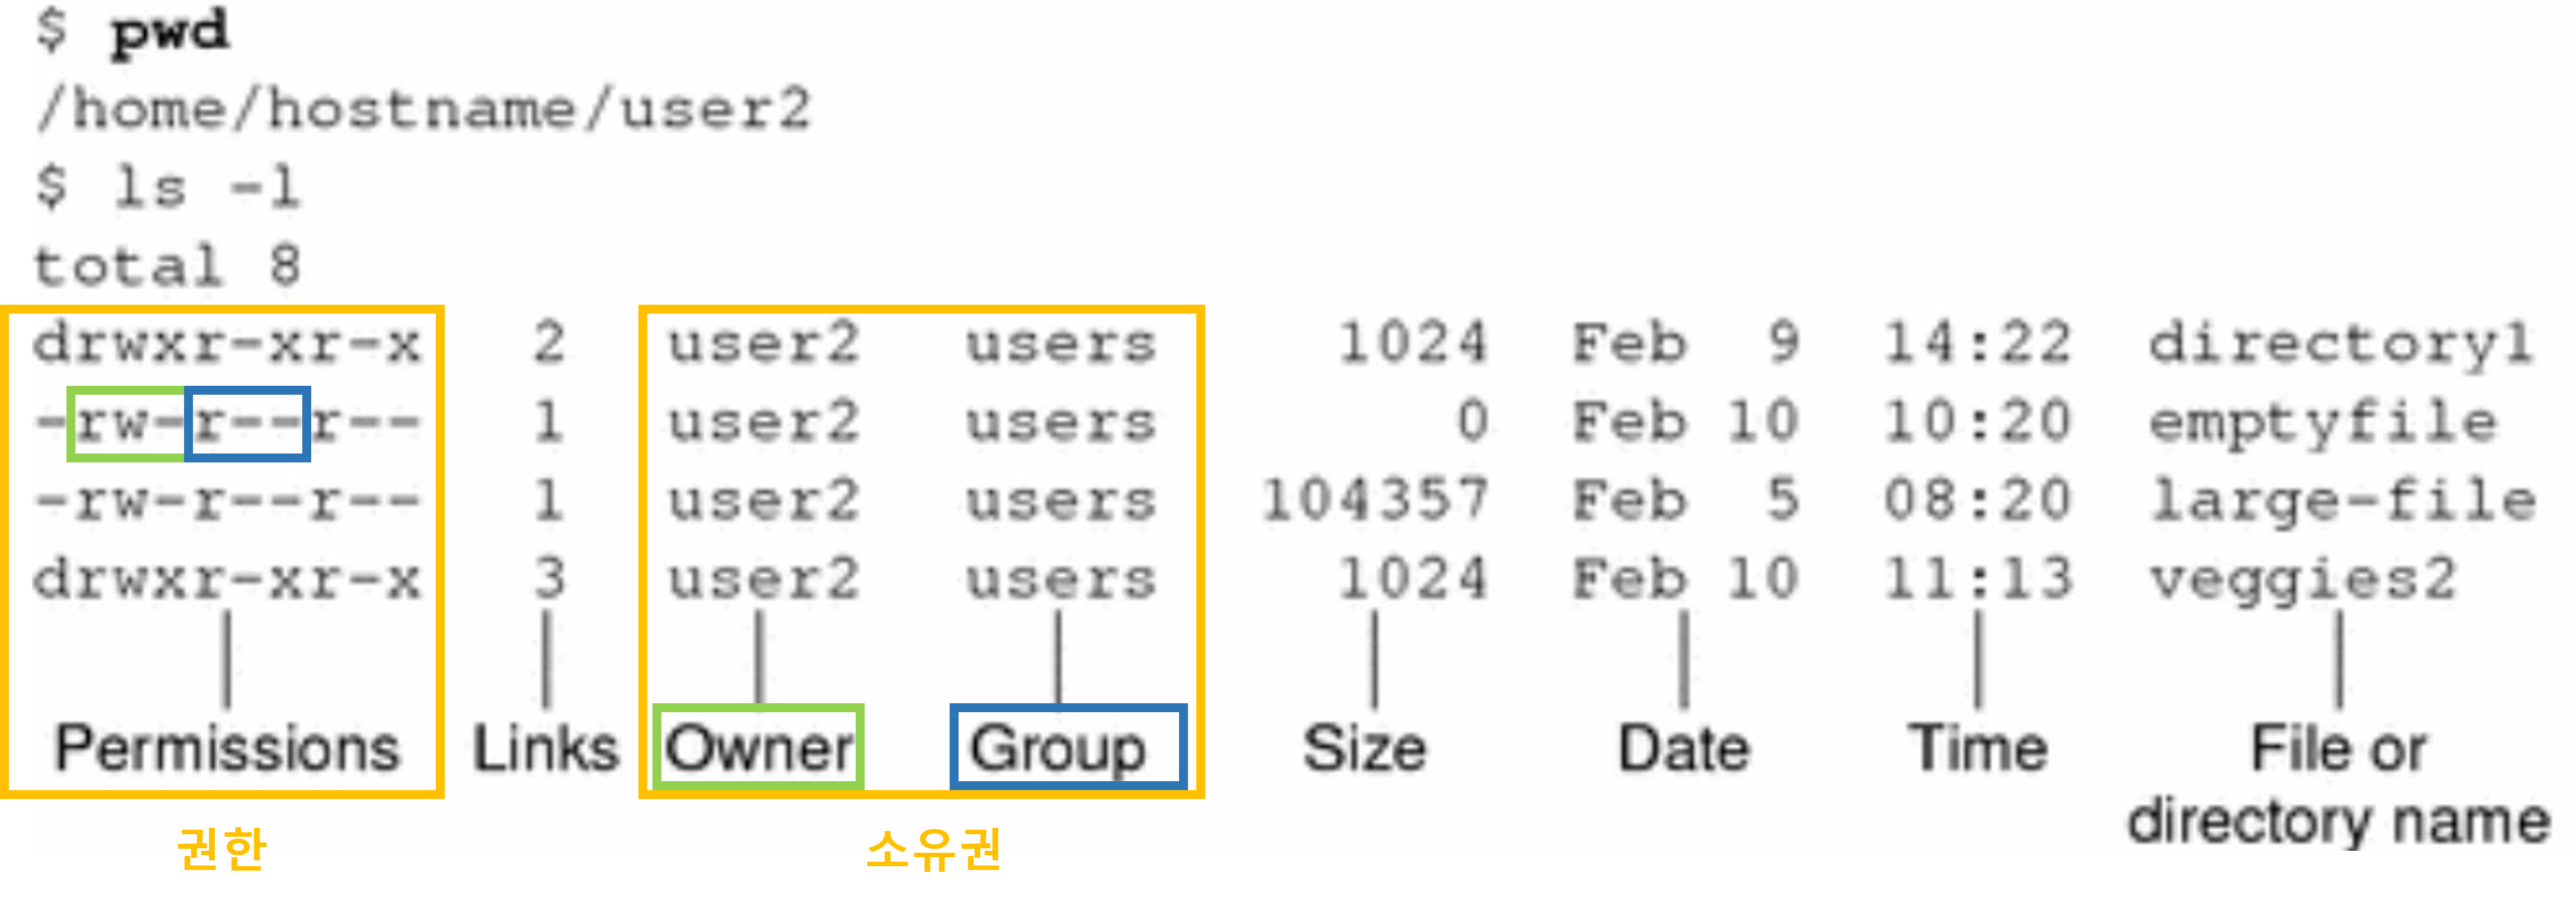 $ pwd
/home/hostname/user2
$ ls -l
total 8
drwxr-xr-x 2 user2 users 1024 Feb 9 14:22 directory1
-rw-r--r-- 1 user2 users 0 Feb 10 10:20 emptyfile
-rw-r--r-- 1 user2 users 104357 Feb 5 08:20 large-file
drwxr-xr-x 3 user2 users 1024 Feb 10 11:13 veggies2
Permissions Links Owner Group Size Date Time File or
directory name
권한 소유권